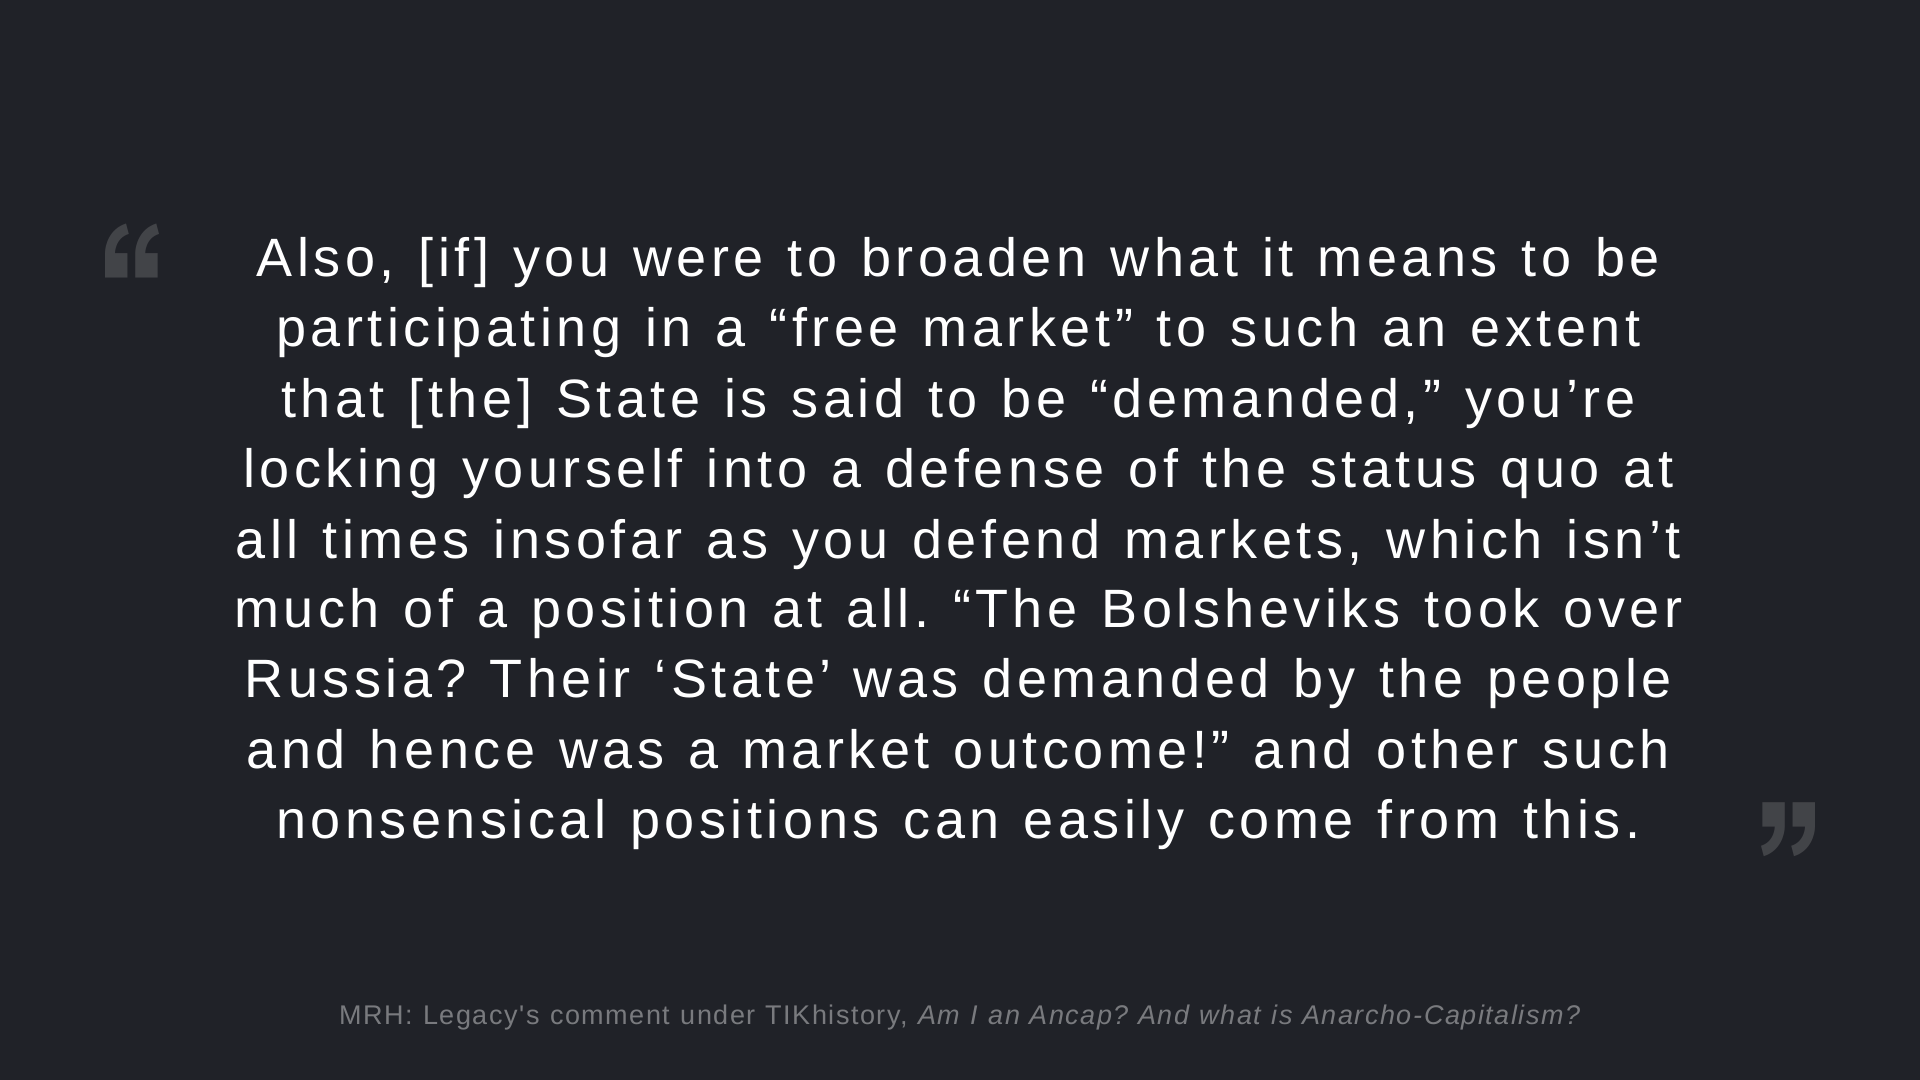 “
Also, [if] you were to broaden what it means to be
participating in a “free market” to such an extent
that [the] State is said to be “demanded,” you’re
locking yourself into a defense of the status quo at
all times insofar as you defend markets, which isn’t
much of a position at all. “The Bolsheviks took over
Russia? Their ‘State’ was demanded by the people
and hence was a market outcome!” and other such
nonsensical positions can easily come from this.
”
MRH: Legacy's comment under TIKhistory, Am I an Ancap? And what is Anarcho-Capitalism?